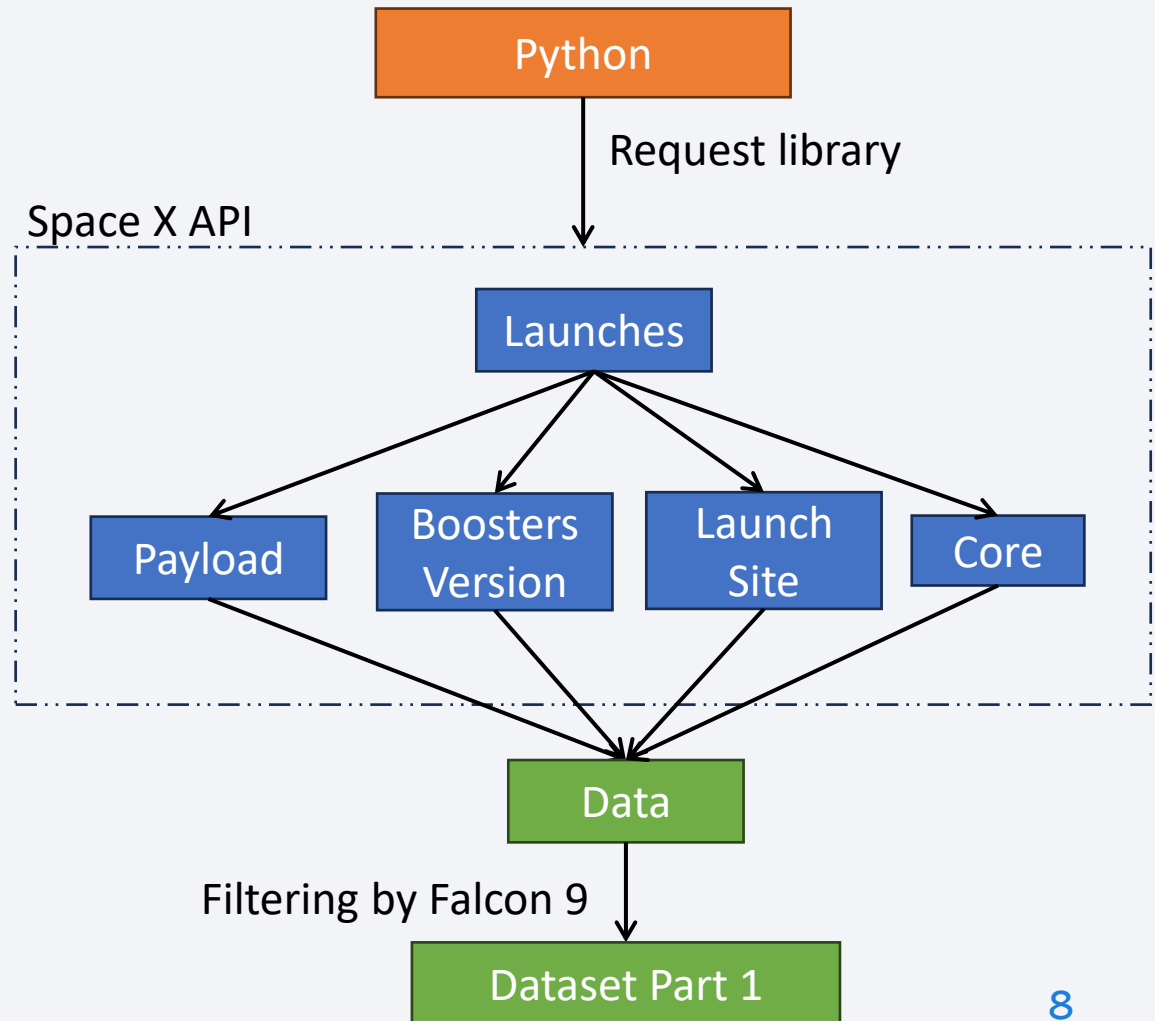 Python
Request library
Space X API
Launches
Payload
Boosters
Version
Launch
Site
Core
Data
Filtering by Falcon 9
Dataset Part 1
8